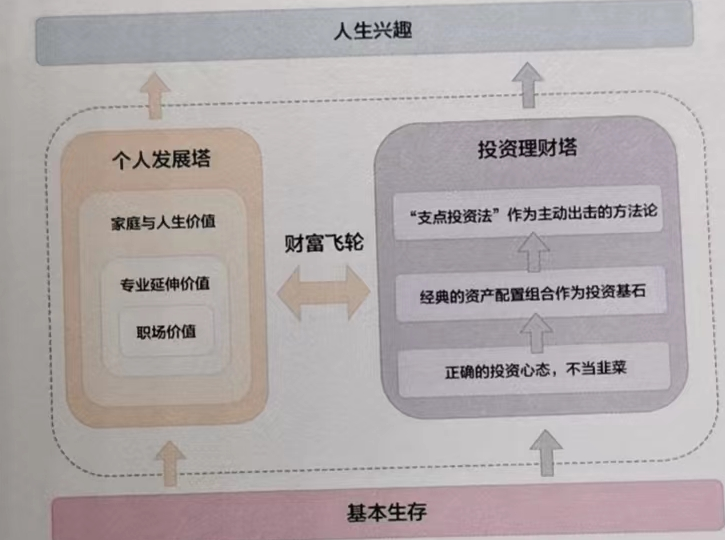 人生兴趣
个人发展塔
家庭与人生价值
专业延伸价值
职场价值
财富飞轮
投资理财塔
“支点投资法”作为主动出击的方法论
经典的资产配置组合作为投资基石
正确的投资心态，不当韭菜
基本生存